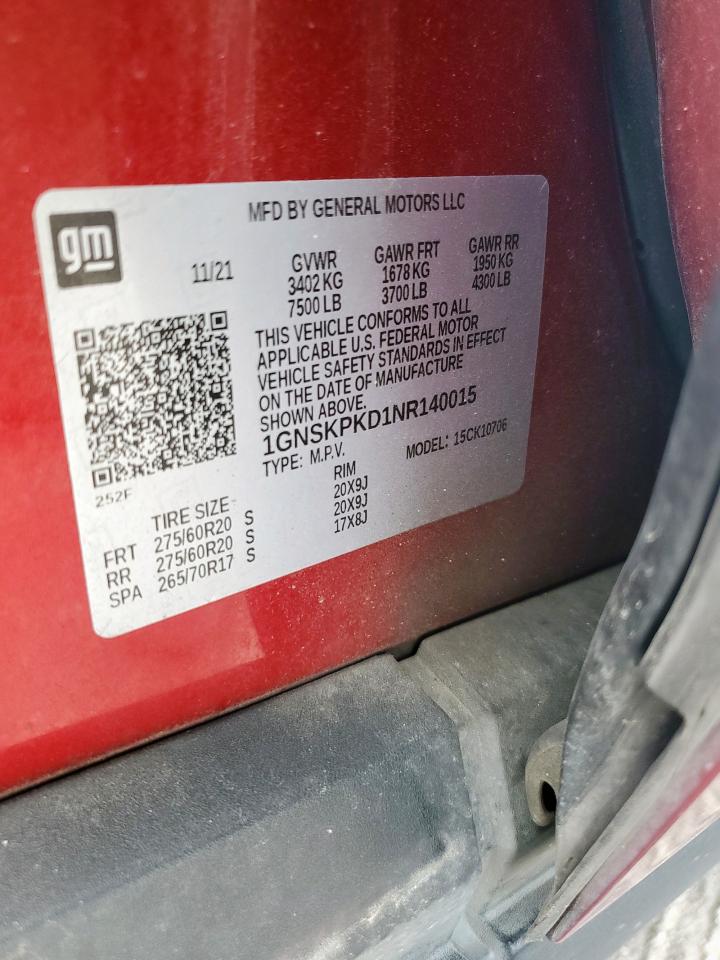 MFD BY GENERAL MOTORS LLC
gm
11/21
GVWR GAWR FRT GAWR RR
3402 KG 1678 KG 1950 KG
7500 LB 3700 LB 4300 LB
THIS VEHICLE CONFORMS TO ALL
APPLICABLE U.S. FEDERAL MOTOR
VEHICLE SAFETY STANDARDS IN EFFECT
ON THE DATE OF MANUFACTURE
SHOWN ABOVE.
1GNSKPKD1NR140015
TYPE: M.P.V. MODEL: 15CK10706
252F
TIRE SIZE RIM
FRT 275/60R20 S 20X9J
RR 275/60R20 S 20X9J
SPA 265/70R17 S 17X8J